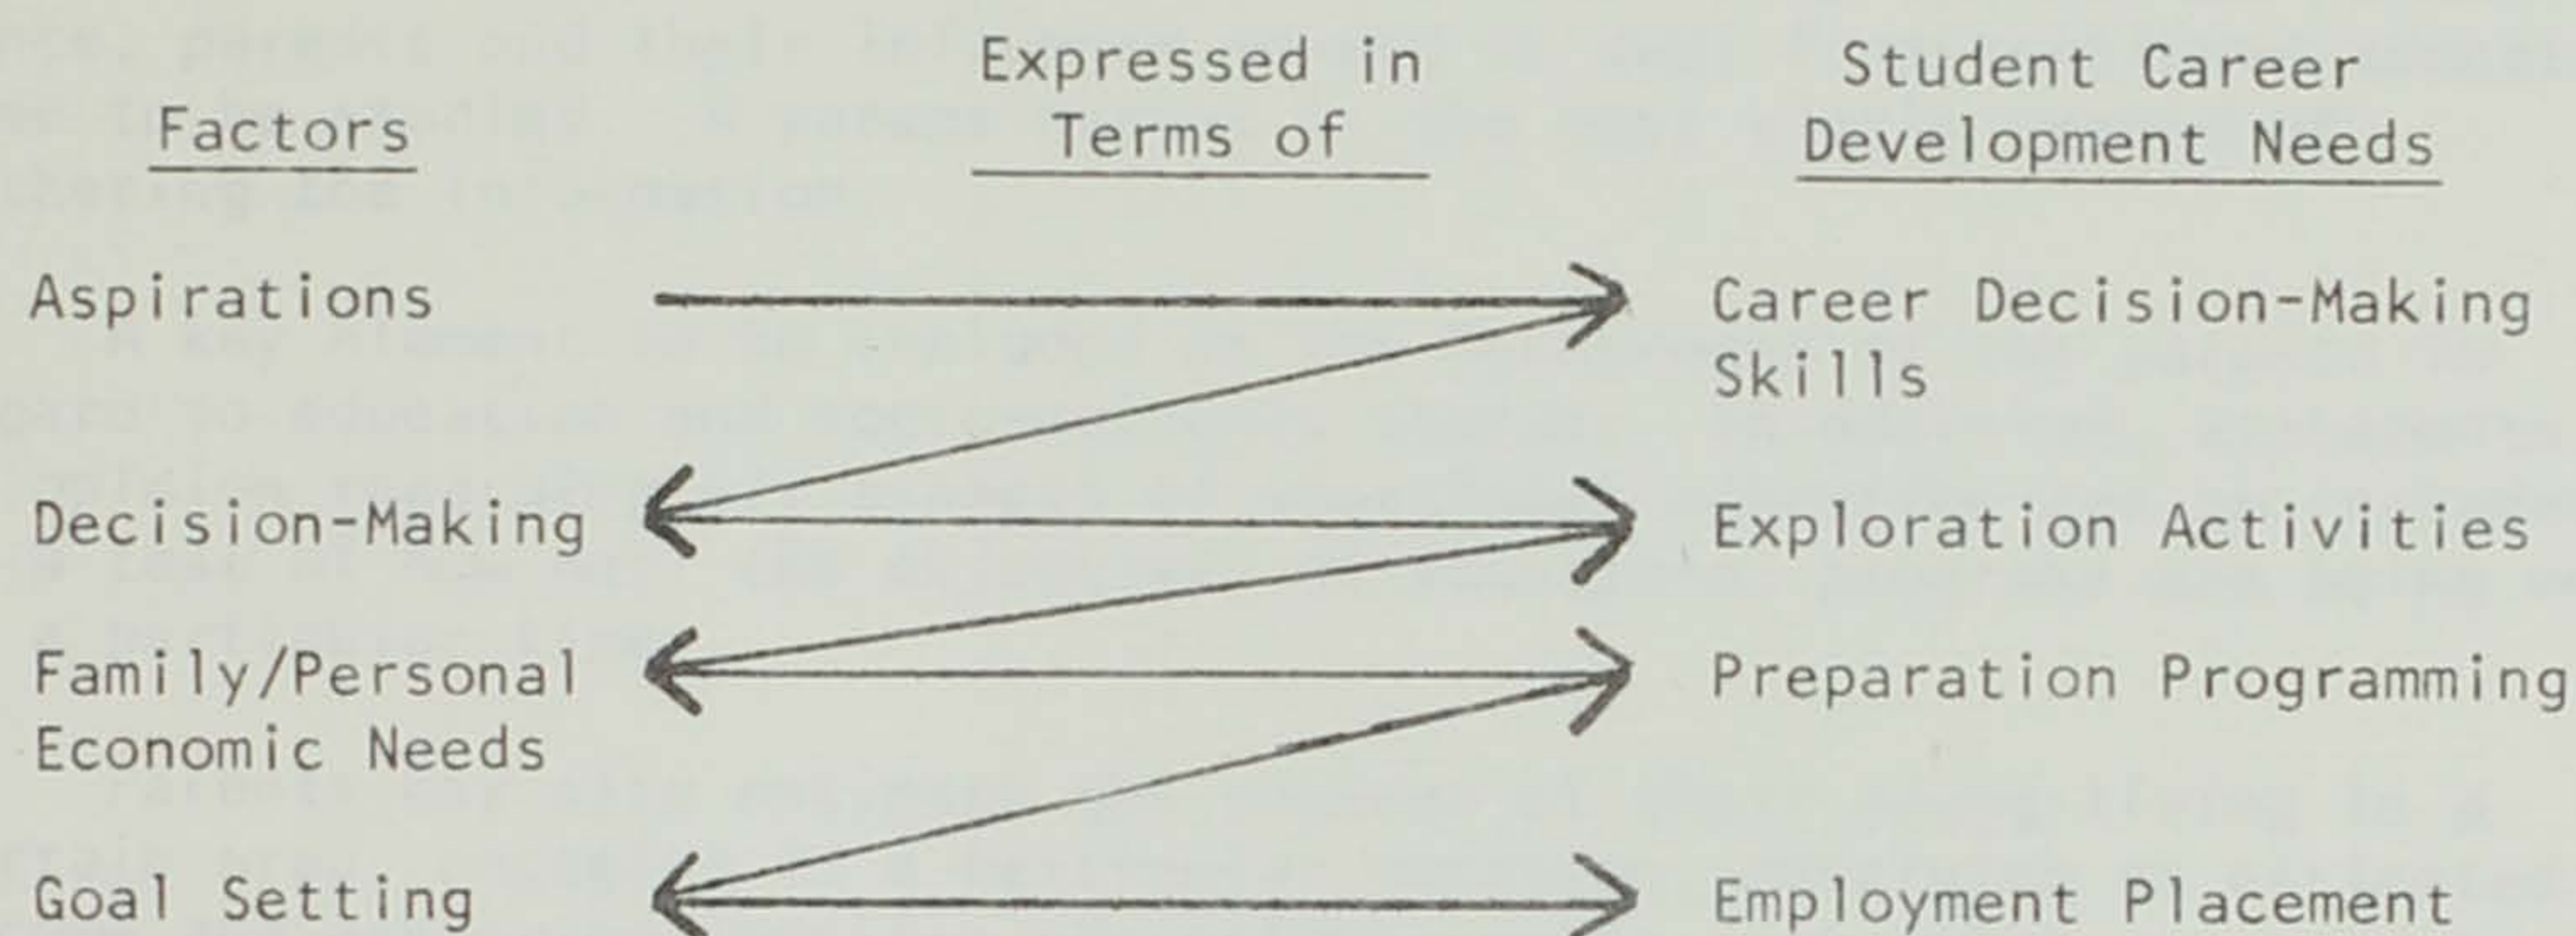 Factors
Expressed in
Terms of
Student Career
Development Needs
Aspirations
Career Decision-Making
Skills
Decision-Making
Exploration Activities
Family/Personal
Economic Needs
Preparation Programming
Goal Setting
Employment Placement